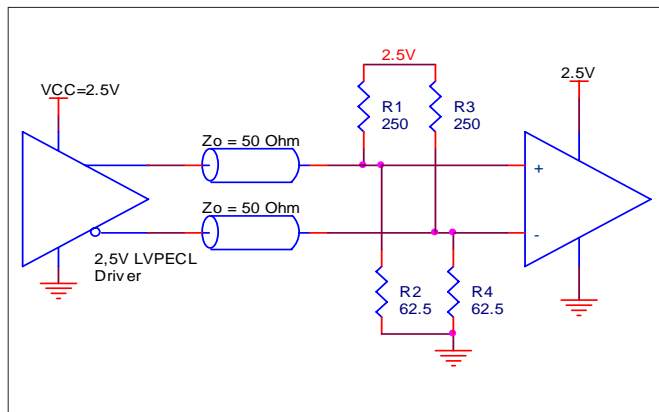 2.5V
VCC=2.5V
2.5V
R1
250
R3
250
Zo = 50 Ohm
+
Zo = 50 Ohm
-
2,5V LVPECL
Driver
R2
62.5
R4
62.5